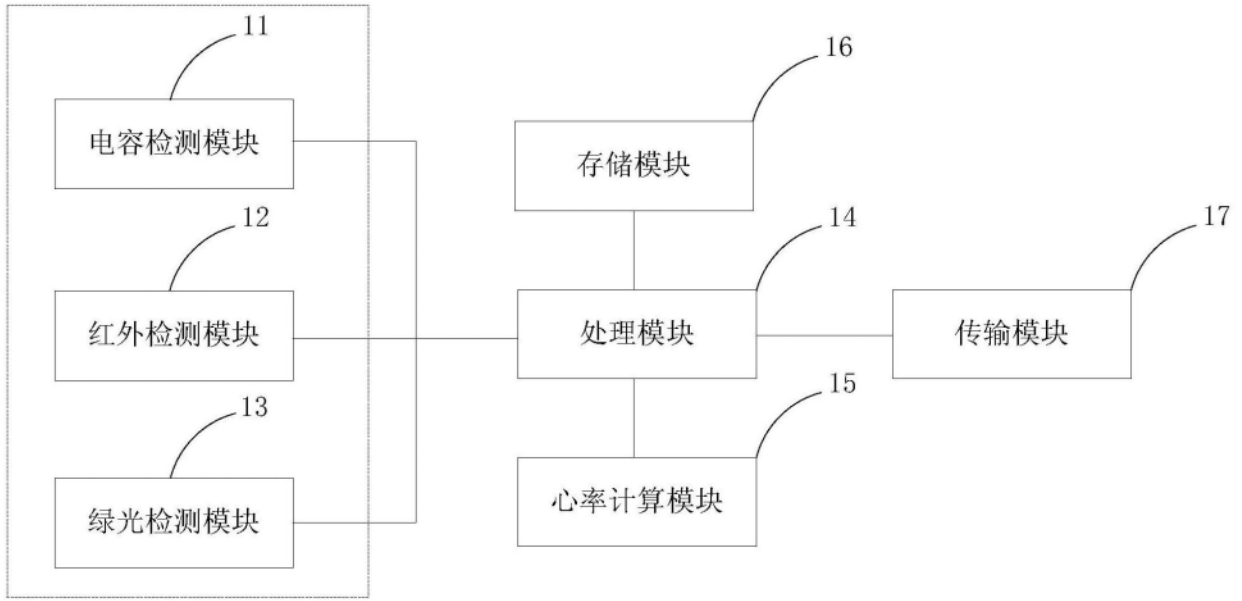 11
电容检测模块
12
红外检测模块
13
绿光检测模块
16
存储模块
14
处理模块
15
心率计算模块
17
传输模块